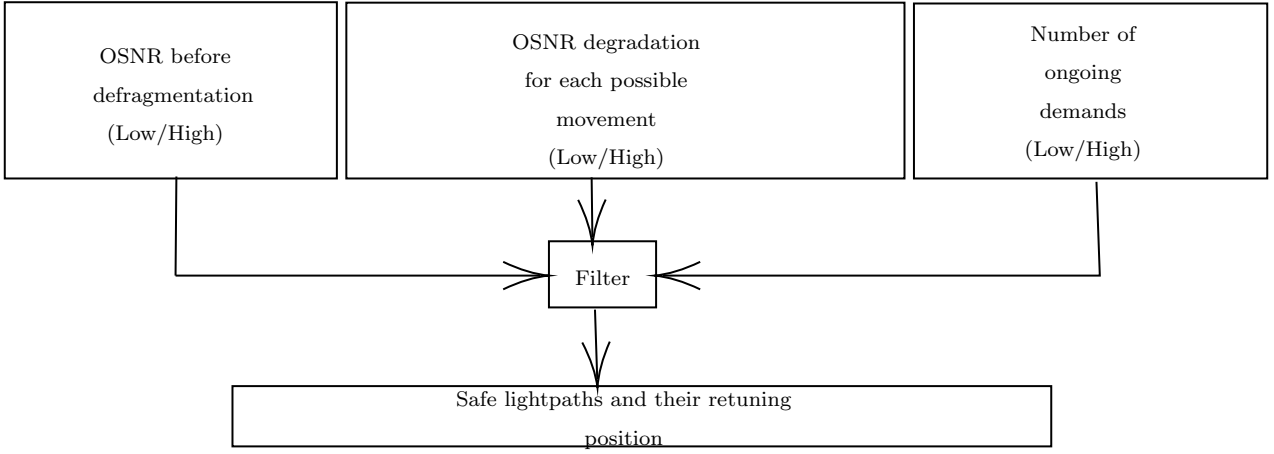 OSNR before
defragmentation
(Low/High)
OSNR degradation
for each possible
movement
(Low/High)
Number of
ongoing
demands
(Low/High)
Filter
Safe lightpaths and their retuning
position